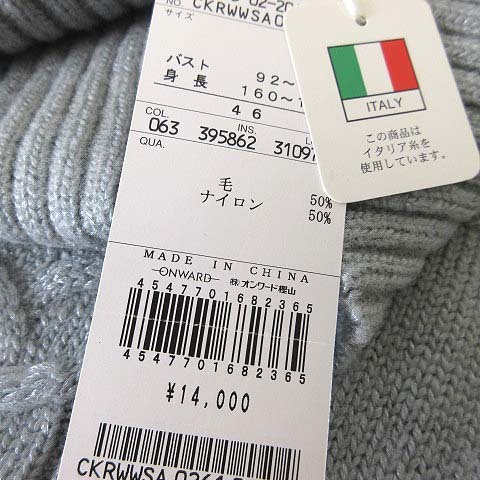 NO.
CKRWWSA0
サイズ
バスト 92~
身長 160~
46
COL. INS.
063 395862 31097
QUA.
毛 50%
ナイロン 50%
MADE IN CHINA
ONWARD ㈱オンワード樫山
4547701682365
4547701682365
¥14,000
CKRWWSA
ITALY
この商品は
イタリア糸を
使用しています。